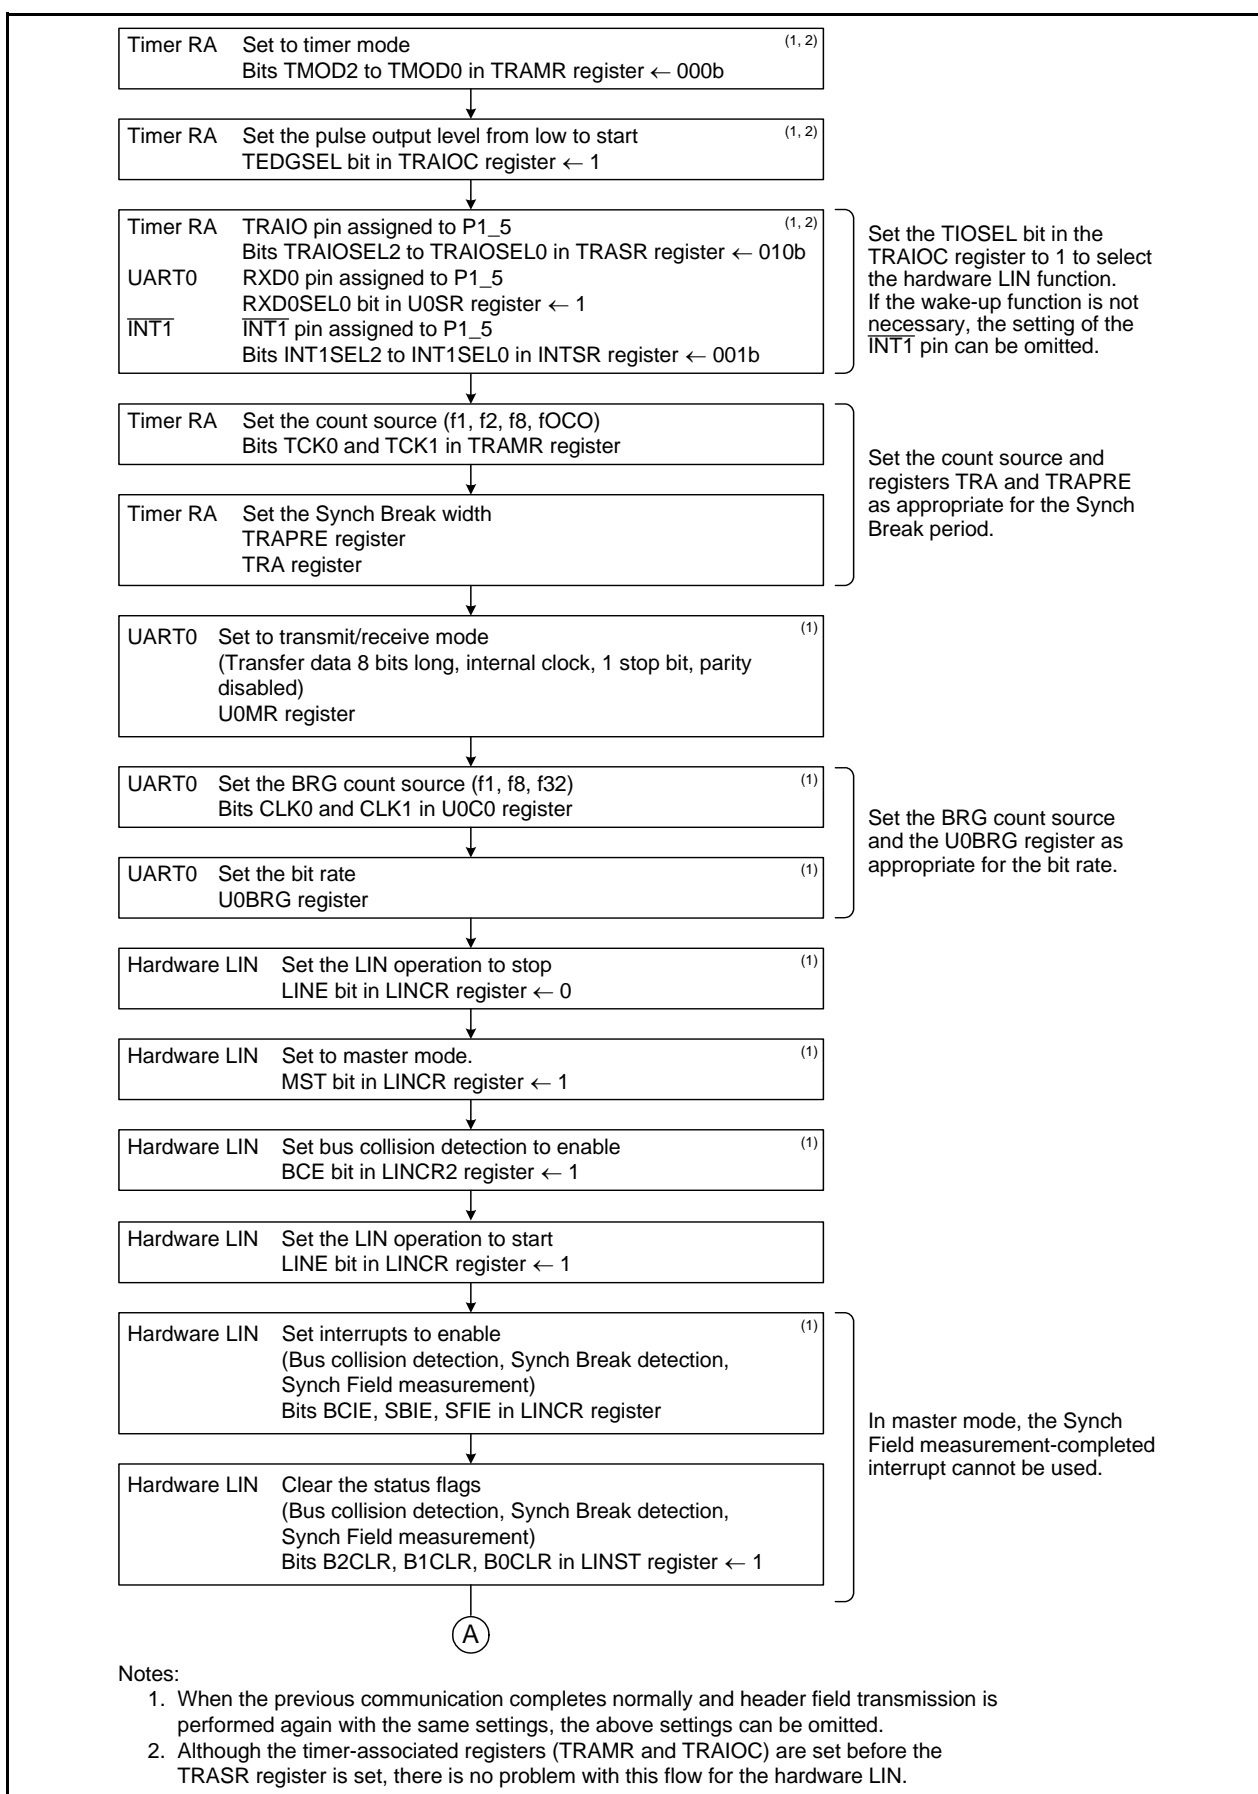 Timer RA Set to timer mode (1, 2)
Bits TMOD2 to TMOD0 in TRAMR register ← 000b
Timer RA Set the pulse output level from low to start (1, 2)
TEDGSEL bit in TRAIOC register ← 1
Timer RA TRAIO pin assigned to P1_5 (1, 2)
Bits TRAIOSEL2 to TRAIOSEL0 in TRASR register ← 010b
UART0 RXD0 pin assigned to P1_5
RXD0SEL0 bit in U0SR register ← 1
INT1 INT1 pin assigned to P1_5
Bits INT1SEL2 to INT1SEL0 in INTSR register ← 001b
Set the TIOSEL bit in the
TRAIOC register to 1 to select
the hardware LIN function.
If the wake-up function is not
necessary, the setting of the
INT1 pin can be omitted.
Timer RA Set the count source (f1, f2, f8, fOCO)
Bits TCK0 and TCK1 in TRAMR register
Timer RA Set the Synch Break width
TRAPRE register
TRA register
Set the count source and
registers TRA and TRAPRE
as appropriate for the Synch
Break period.
UART0 Set to transmit/receive mode (1)
(Transfer data 8 bits long, internal clock, 1 stop bit, parity
disabled)
U0MR register
UART0 Set the BRG count source (f1, f8, f32) (1)
Bits CLK0 and CLK1 in U0C0 register
UART0 Set the bit rate (1)
U0BRG register
Set the BRG count source
and the U0BRG register as
appropriate for the bit rate.
Hardware LIN Set the LIN operation to stop (1)
LINE bit in LINCR register ← 0
Hardware LIN Set to master mode. (1)
MST bit in LINCR register ← 1
Hardware LIN Set bus collision detection to enable (1)
BCE bit in LINCR2 register ← 1
Hardware LIN Set the LIN operation to start
LINE bit in LINCR register ← 1
Hardware LIN Set interrupts to enable (1)
(Bus collision detection, Synch Break detection,
Synch Field measurement)
Bits BCIE, SBIE, SFIE in LINCR register
Hardware LIN Clear the status flags
(Bus collision detection, Synch Break detection,
Synch Field measurement)
Bits B2CLR, B1CLR, B0CLR in LINST register ← 1
In master mode, the Synch
Field measurement-completed
interrupt cannot be used.
A
Notes:
1. When the previous communication completes normally and header field transmission is
performed again with the same settings, the above settings can be omitted.
2. Although the timer-associated registers (TRAMR and TRAIOC) are set before the
TRASR register is set, there is no problem with this flow for the hardware LIN.